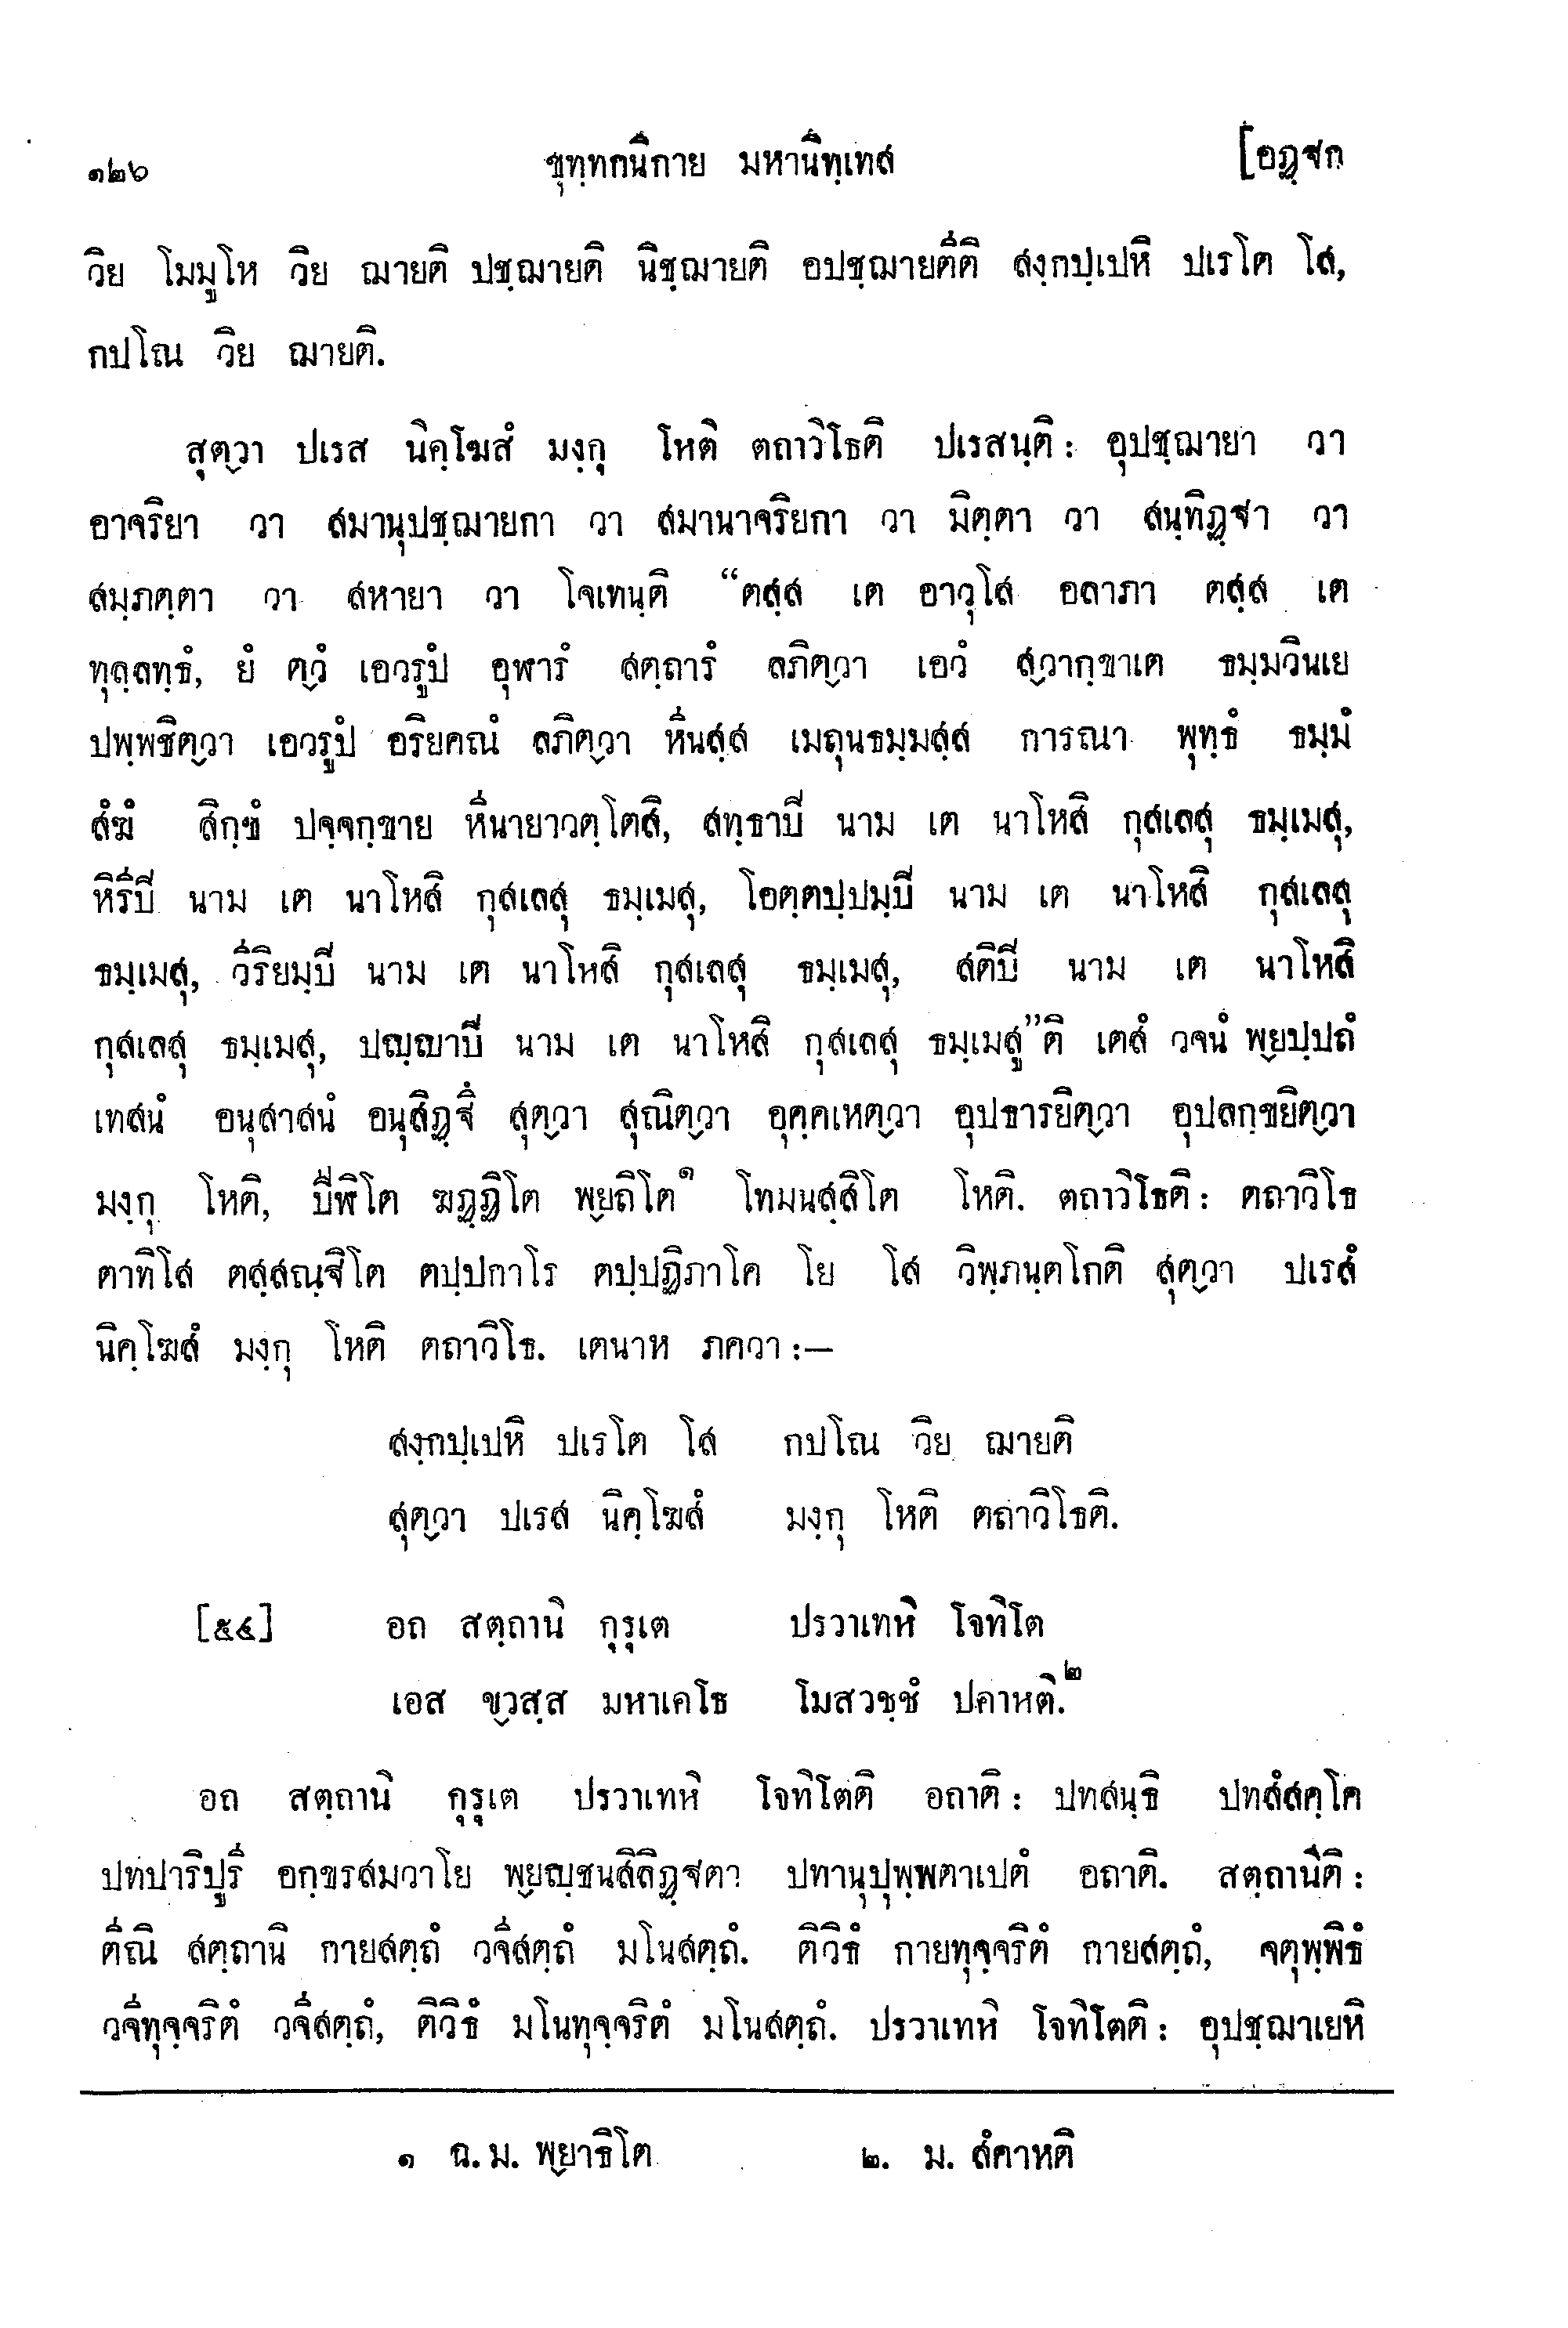 ๑๒๖ ขุทฺทกนิกาย มหานิทฺเทส [อฏฺฐก
วิย โมมูโห วิย ฌายติ ปชฺฌายติ นิชฺฌายติ อปชฺฌายตีติ สงฺกปฺเปหิ ปเรโต โส,
กปโณ วิย ฌายติ.
สุตฺวา ปเรส นิคฺโฆสํ มงฺกุ โหติ ตถาวิโธติ ปเรสนฺติ: อุปชฺฌายา วา
อาจริยา วา สมานุปชฺฌายกา วา สมานาจริยกา วา มิตฺตา วา สนฺทิฏฺฐา วา
สมฺภตฺตา วา สหายา วา โจเทนฺติ “ตสฺส เต อาวุโส อลาภา ตสฺส เต
ทุลฺลทฺธํ, ยํ ตฺวํ เอวรูปํ อุฬารํ สตฺถารํ ลภิตฺวา เอวํ สฺวากฺขาเต ธมฺมวินเย
ปพฺพชิตฺวา เอวรูปํ อริยคณํ ลภิตฺวา หีนสฺส เมถุนธมฺมสฺส การณา พุทฺธํ ธมฺมํ
สํฆํ สิกฺขํ ปจฺจกฺขาย หีนายาวตฺโตสิ, สทฺธาปิ นาม เต นาโหสิ กุสเลสุ ธมฺเมสุ,
หิรีปิ นาม เต นาโหสิ กุสเลสุ ธมฺเมสุ, โอตฺตปฺปมฺปิ นาม เต นาโหสิ กุสเลสุ
ธมฺเมสุ, วีริยมฺปิ นาม เต นาโหสิ กุสเลสุ ธมฺเมสุ, สติปิ นาม เต นาโหสิ
กุสเลสุ ธมฺเมสุ, ปญฺญาปิ นาม เต นาโหสิ กุสเลสุ ธมฺเมสู”ติ เตสํ วจนํ พฺยปฺปถํ
เทสนํ อนุสาสนํ อนุสิฏฺฐึ สุตฺวา สุณิตฺวา อุคฺคเหตฺวา อุปธารยิตฺวา อุปลกฺขยิตฺวา
มงฺกุ โหติ, ปีฬิโต ฆฏฺฏิโต พฺยถิโต๑ โทมนสฺสิโต โหติ. ตถาวิโธติ: ตถาวิโธ
ตาทิโส ตสฺสณฺฐิโต ตปฺปกาโร ตปฺปฏิภาโค โย โส วิพฺภนฺตโกติ สุตฺวา ปเรสํ
นิคฺโฆสํ มงฺกุ โหติ ตถาวิโธ. เตนาห ภควา:—
สงฺกปฺเปหิ ปเรโต โส กปโณ วิย ฌายติ
สุตฺวา ปเรส นิคฺโฆสํ มงฺกุ โหติ ตถาวิโธติ.
[๕๔] อถ สตฺถานิ กุรุเต ปรวาเทหิ โจทิโต
เอส ขฺวสฺส มหาเคโธ โมสวชฺชํ ปคาหติ.๒
อถ สตฺถานิ กุรุเต ปรวาเทหิ โจทิโตติ อถาติ: ปทสนฺธิ ปทสํสคฺโค
ปทปาริปูริ อกฺขรสมวาโย พฺยญฺชนสิลิฏฺฐตา ปทานุปุพฺพตาเปตํ อถาติ. สตฺถานีติ:
ตีณิ สตฺถานิ กายสตฺถํ วจีสตฺถํ มโนสตฺถํ. ติวิธํ กายทุจฺจริตํ กายสตฺถํ, จตุพฺพิธํ
วจีทุจฺจริตํ วจีสตฺถํ, ติวิธํ มโนทุจฺจริตํ มโนสตฺถํ. ปรวาเทหิ โจทิโตติ: อุปชฺฌาเยหิ
๑ ฉ.ม. พฺยาธิโต ๒. ม. สํคาหติ